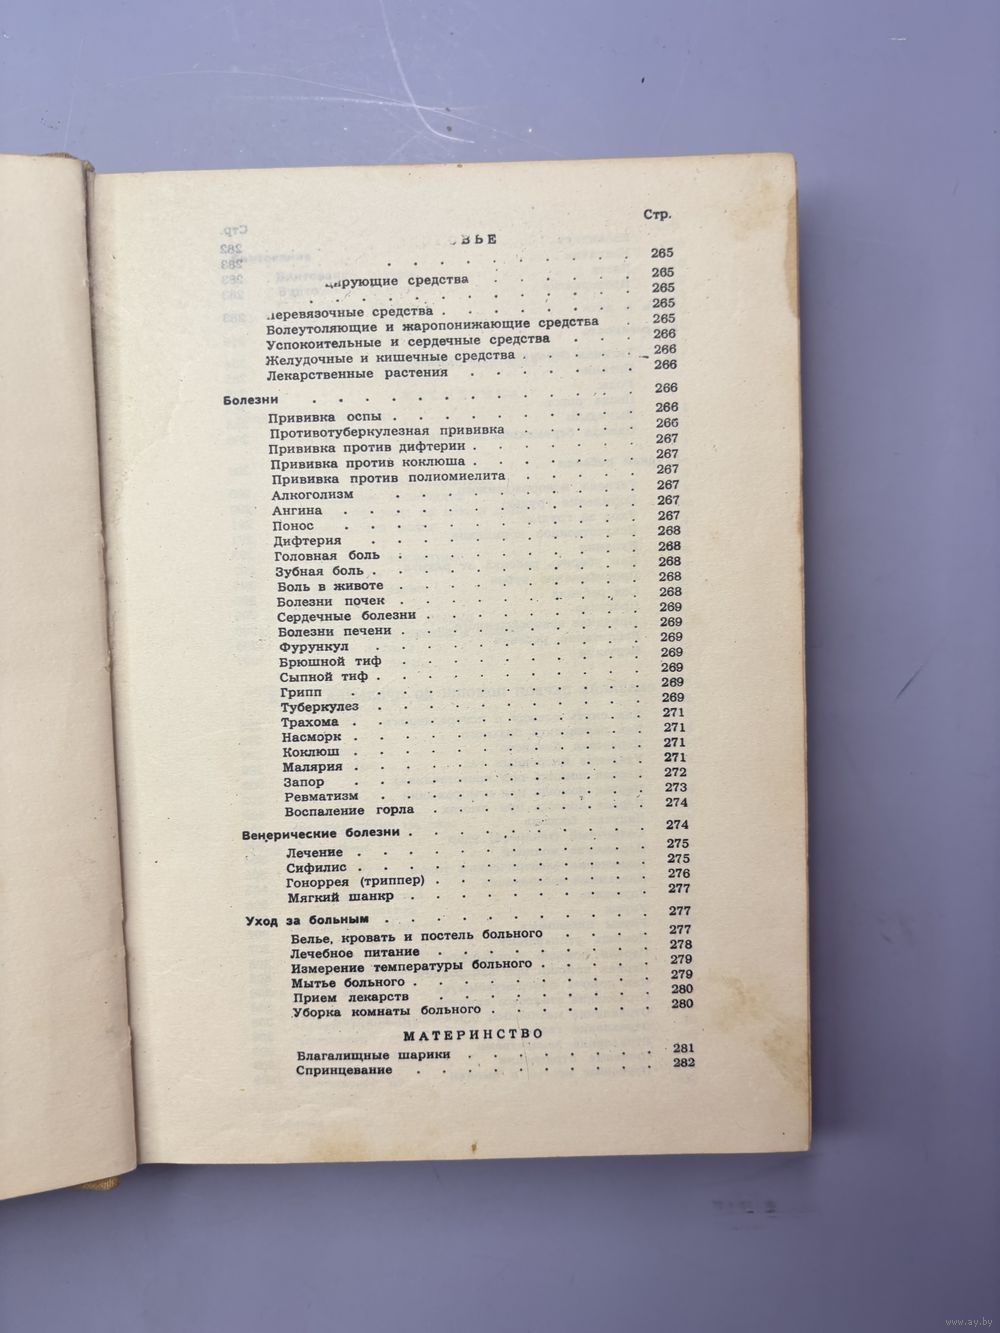 Стр.
ВЬЕ
265
ирующие средства 265
265
еревязочные средства 265
Болеутоляющие и жаропонижающие средства 265
Успокоительные и сердечные средства 266
Желудочные и кишечные средства 266
Лекарственные растения 266
Болезни 266
Прививка оспы 266
Противотуберкулезная прививка 266
Прививка против дифтерии 267
Прививка против коклюша 267
Прививка против полиомиелита 267
Алкоголизм 267
Ангина 267
Понос 267
Дифтерия 268
Головная боль 268
Зубная боль 268
Боль в животе 268
Болезни почек 268
Сердечные болезни 269
Болезни печени 269
Фурункул 269
Брюшной тиф 269
Сыпной тиф 269
Грипп 269
Туберкулез 269
Трахома 271
Насморк 271
Коклюш 271
Малярия 271
Запор 272
Ревматизм 273
Воспаление горла 274
Венерические болезни 274
Лечение 275
Сифилис 275
Гоноррея (триппер) 276
Мягкий шанкр 277
Уход за больным 277
Белье, кровать и постель больного 277
Лечебное питание 278
Измерение температуры больного 279
Мытье больного 279
Прием лекарств 280
Уборка комнаты больного 280
МАТЕРИНСТВО
Благалищные шарики 281
Спринцевание 282
www.ay.by